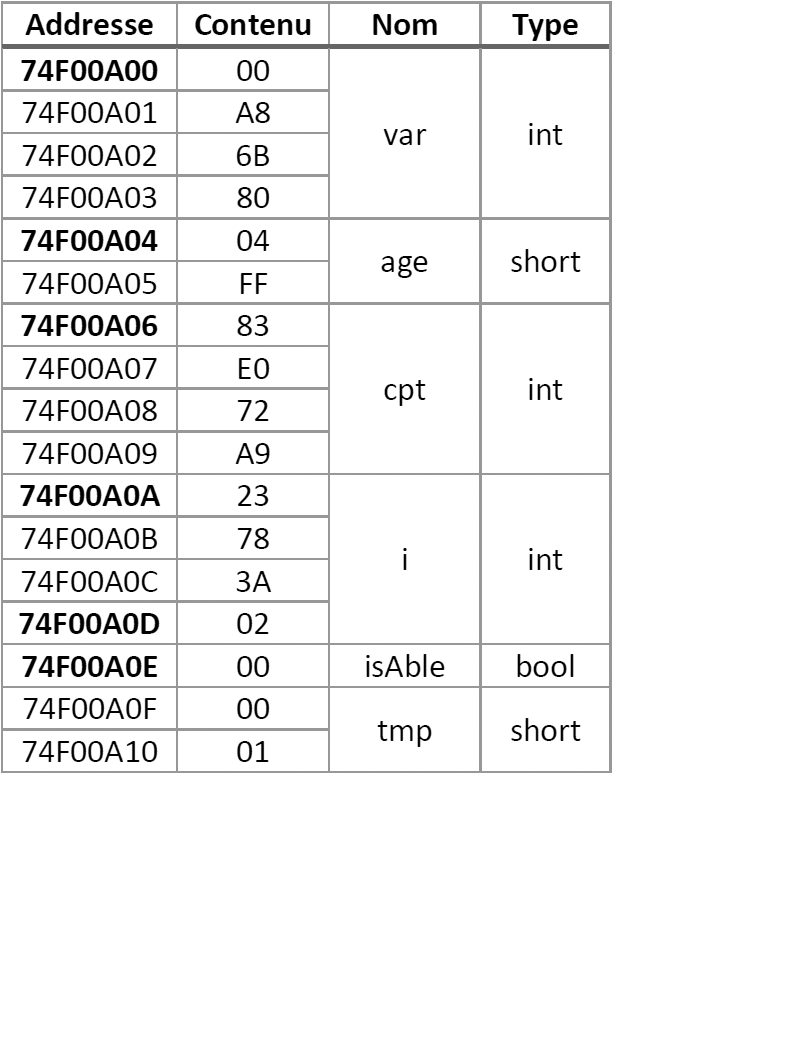 Addresse Contenu Nom Type
74F00A00 00
74F00A01 A8
var int
74F00A02 6B
74F00A03 80
74F00A04 04
age short
74F00A05 FF
74F00A06 83
74F00A07 E0
cpt int
74F00A08 72
74F00A09 A9
74F00A0A 23
74F00A0B 78
i int
74F00A0C 3A
74F00A0D 02
74F00A0E 00 isAble bool
74F00A0F 00
tmp short
74F00A10 01